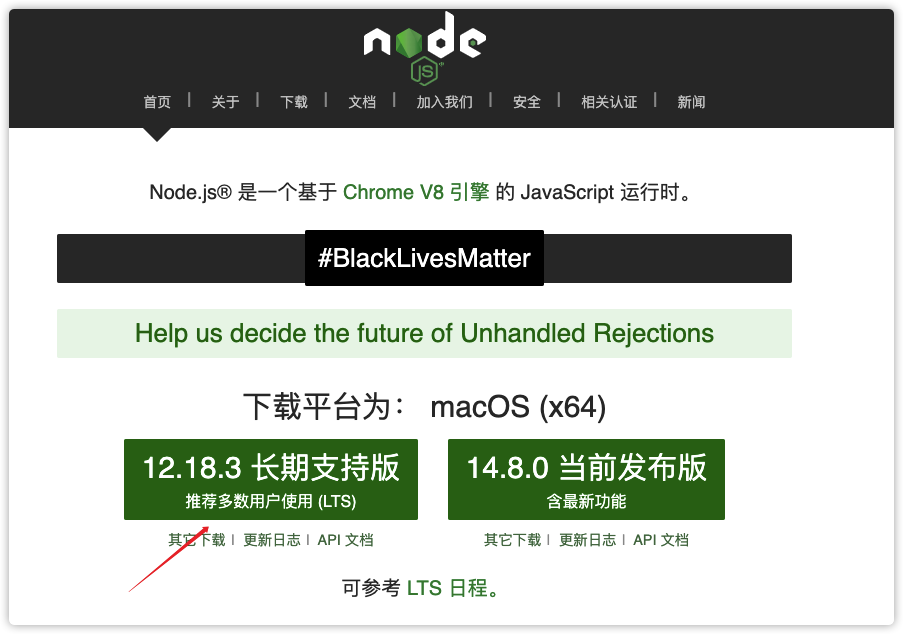 node
JS
首页 | 关于 | 下载 | 文档 | 加入我们 | 安全 | 相关认证 | 新闻
Node.js® 是一个基于 Chrome V8 引擎 的 JavaScript 运行时。
#BlackLivesMatter
Help us decide the future of Unhandled Rejections
下载平台为： macOS (x64)
12.18.3 长期支持版
推荐多数用户使用 (LTS)
其它下载 | 更新日志 | API 文档
14.8.0 当前发布版
含最新功能
其它下载 | 更新日志 | API 文档
可参考 LTS 日程。